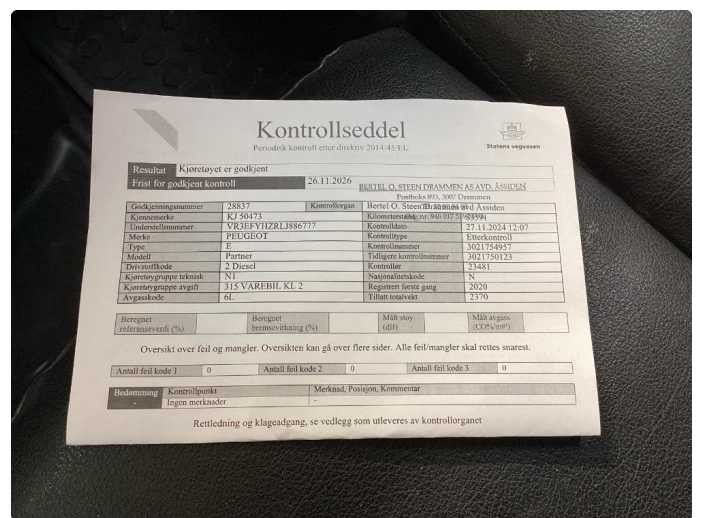 Kontrollseddel
Periodisk kontroll etter direktiv 2014/45/EU
Statens vegvesen
Resultat Kjøretøyet er godkjent
Frist for godkjent kontroll 26.11.2026
BERTEL O. STEEN DRAMMEN AS AVD. ÅSSIDEN
Postboks 893, 3007 Drammen
Godkjenningsnummer 28837 Kontrollorgan Bertel O. Steen Drammen avd Åssiden
Kjennemerke KJ 50473 Kilometerstand
Understellsnummer VR3EFYHZRLJ886777 Kontrolldato 27.11.2024 12:07
Merke PEUGEOT Kontrolltype Etterkontroll
Type E Kontrollnummer 3021754957
Modell Partner Tidligere kontrollnummer 3021750123
Drivstoffkode 2 Diesel Kontrollør 23481
Kjøretøygruppe teknisk N1 Nasjonalitetskode N
Kjøretøygruppe avgift 315 VAREBIL KL 2 Registrert første gang 2020
Avgasskode 6L Tillatt totalvekt 2370
Beregnet referanseverdi (%) Beregnet bremsevirkning (%) Målt støy (dB) Målt avgass
Oversikt over feil og mangler. Oversikten kan gå over flere sider. Alle feil/mangler skal rettes snarest.
Antall feil kode 1 0 Antall feil kode 2 0 Antall feil kode 3 0
Bedømming Kontrollpunkt Merknad, Posisjon, Kommentar
- Ingen merknader -
Rettledning og klageadgang, se vedlegg som utleveres av kontrollorganet